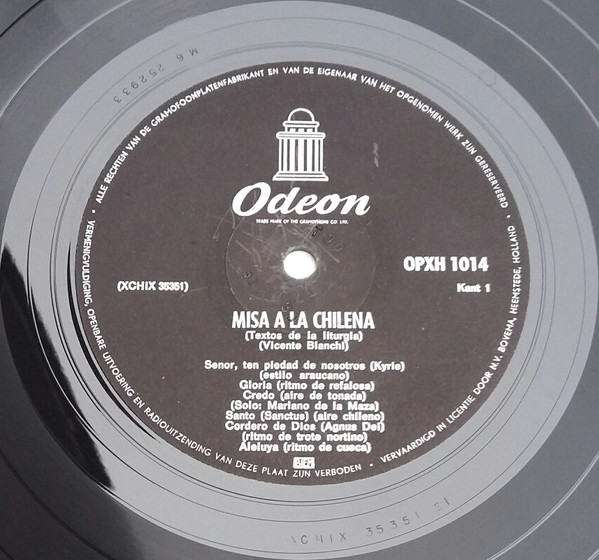 ALLE RECHTEN VAN DE GRAMOFOONPLATENFABRIKANT EN VAN DE EIGENAAR VAN HET OPGENOMEN WERK ZIJN GERESERVEERD
Odeon
TRADE MARK OF THE GRAMOPHONE CO LTD.
OPXH 1014
(XCHIX 35351)
Kant 1
MISA A LA CHILENA
(Textos de la liturgia)
(Vicente Bianchi)
Senor, ten piedad de nosotros (Kyrie)
(estilo araucano)
Gloria (ritmo de refalosa)
Credo (aire de tonada)
(Solo: Mariano de la Maza)
Santo (Sanctus) (aire chileno)
Cordero de Dios (Agnus Dei)
(ritmo de trote nortino)
Aleluya (ritmo de cueca)
VERMENIGVULDIGING, OPENBARE UITVOERING EN RADIOUITZENDING VAN DEZE PLAAT ZIJN VERBODEN
VERVAARDIGD IN LICENTIE DOOR N.V. BOVEMA, HEEMSTEDE, HOLLAND
M6 252933
XCHIX 35351